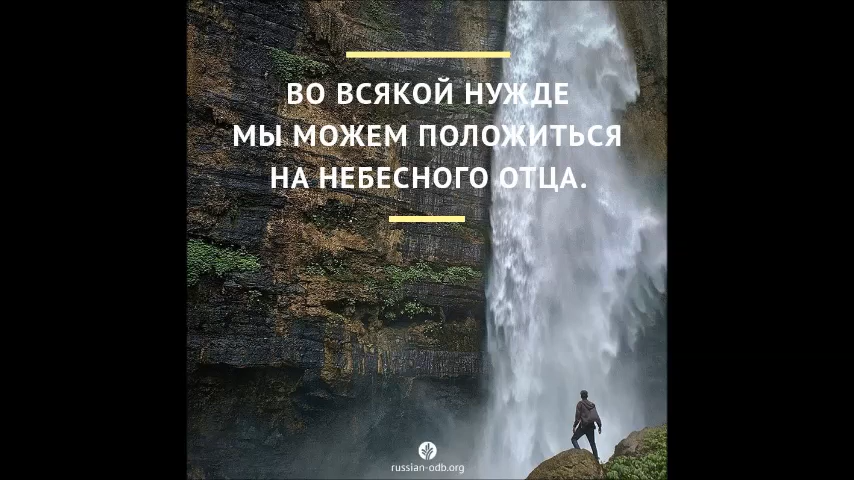 ВО ВСЯКОЙ НУЖДЕ
МЫ МОЖЕМ ПОЛОЖИТЬСЯ
НА НЕБЕСНОГО ОТЦА.
russian-odb.org